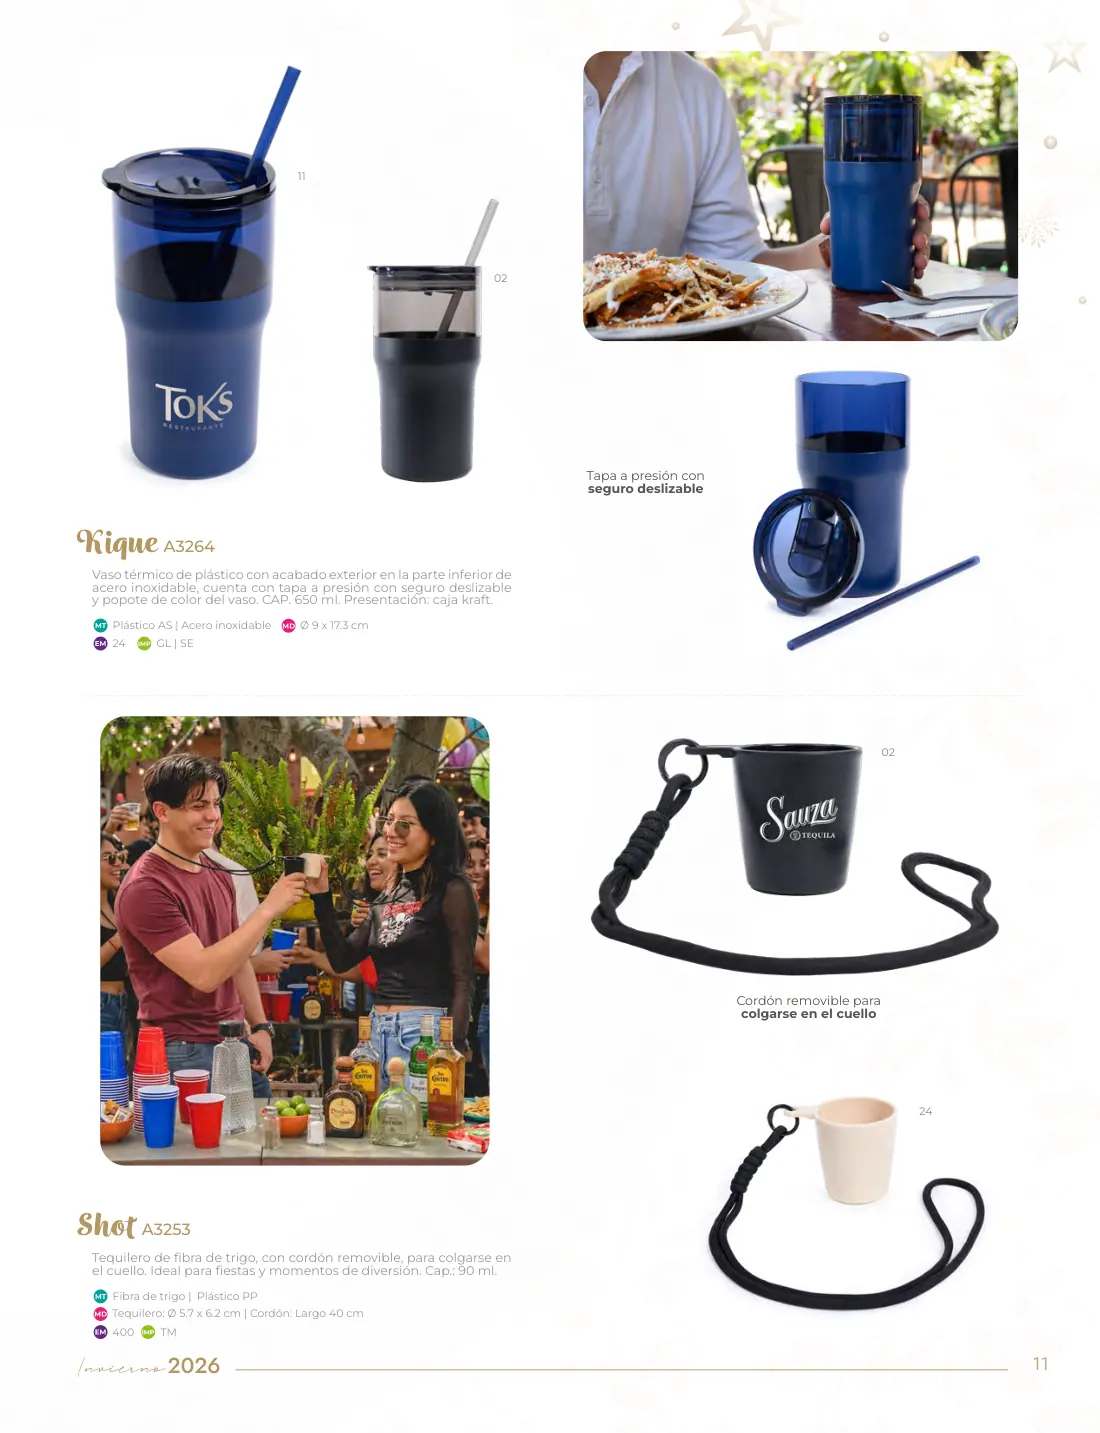 11
02
TOKS
RESTAURANTE
Tapa a presión con
seguro deslizable
Kique A3264
Vaso térmico de plástico con acabado exterior en la parte inferior de
acero inoxidable, cuenta con tapa a presión con seguro deslizable
y popote de color del vaso. CAP. 650 ml. Presentación: caja kraft.
MT Plástico AS | Acero inoxidable MD Ø 9 x 17.3 cm
EM 24 IMP GL | SE
02
Sauza
TEQUILA
Cordón removible para
colgarse en el cuello
24
Shot A3253
Tequilero de fibra de trigo, con cordón removible, para colgarse en
el cuello. Ideal para fiestas y momentos de diversión. Cap.: 90 ml.
MT Fibra de trigo | Plástico PP
MD Tequilero: Ø 5.7 x 6.2 cm | Cordón: Largo 40 cm
EM 400 IMP TM
Invierno 2026
11